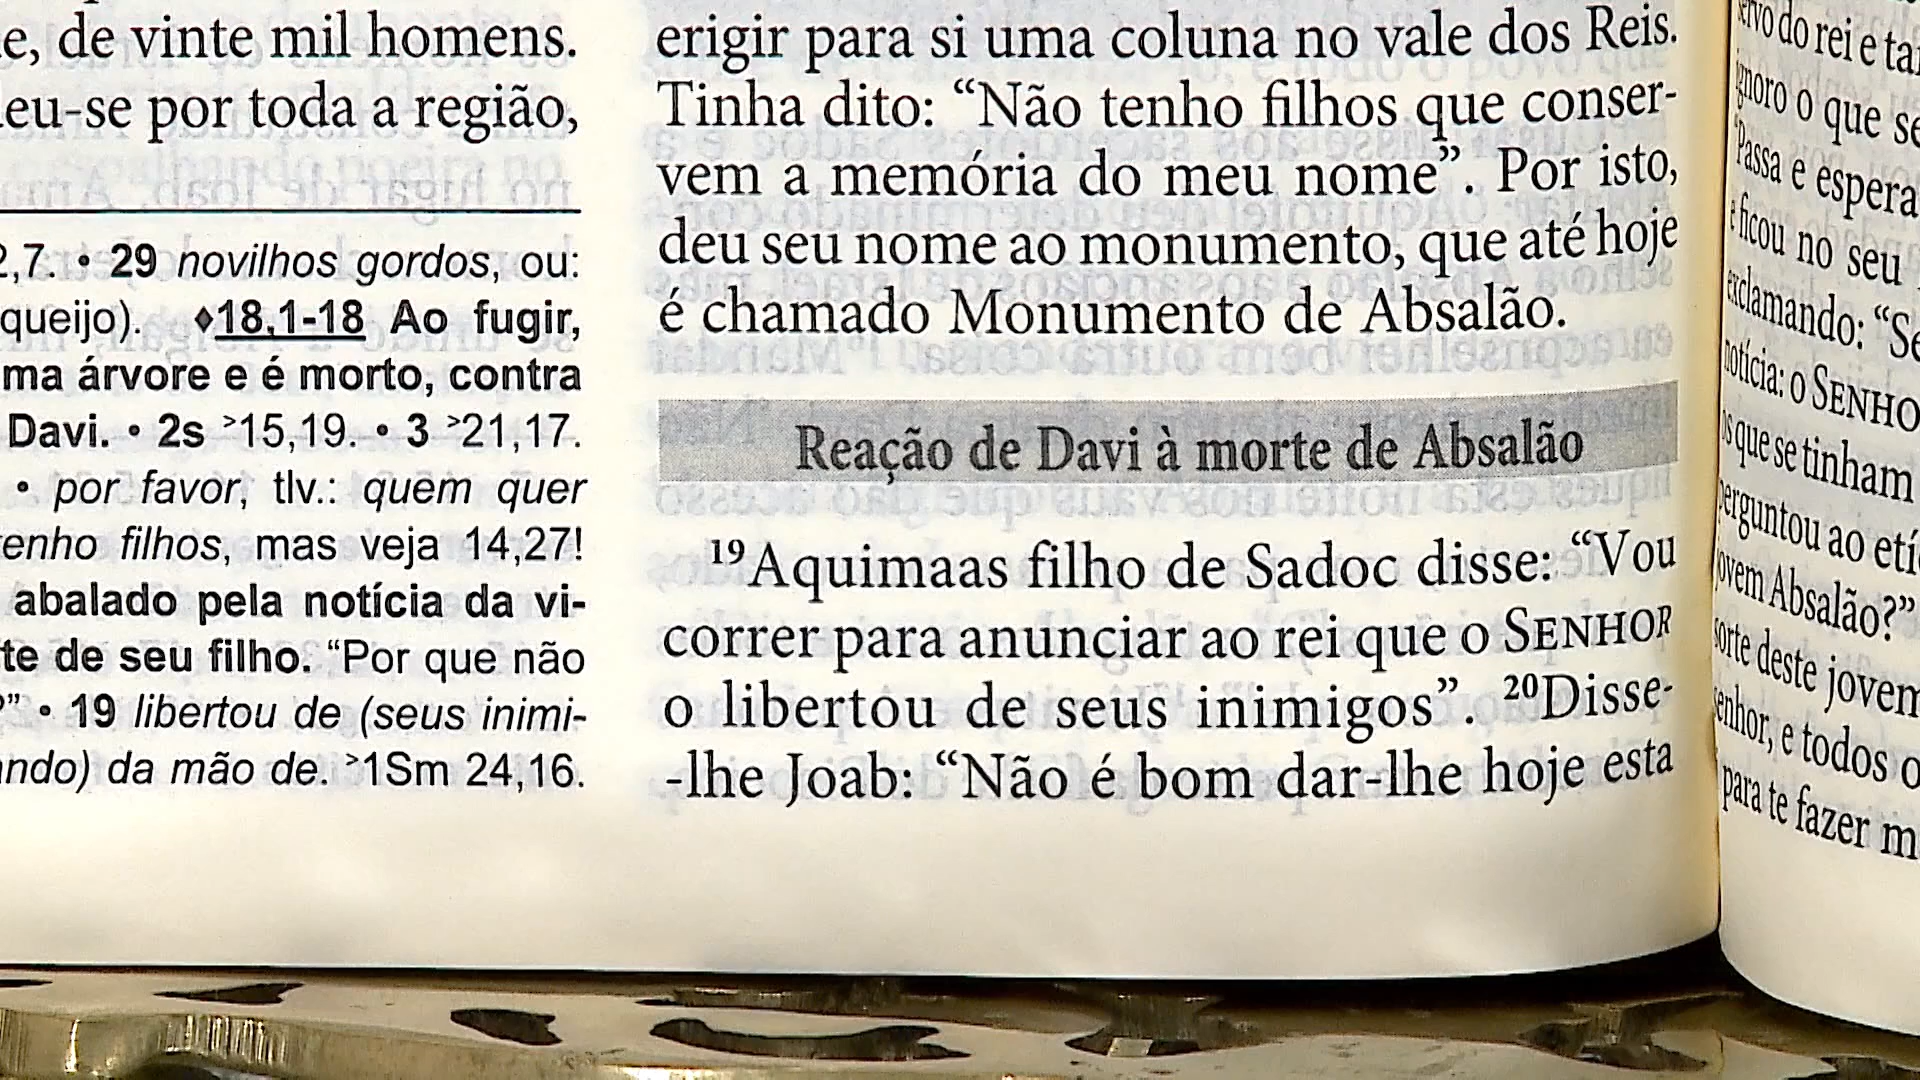 e, de vinte mil homens.
eu-se por toda a região,
2,7. • 29 novilhos gordos, ou:
queijo). ♦18,1-18 Ao fugir,
ma árvore e é morto, contra
Davi. • 2s >15,19. • 3 >21,17.
• por favor, tlv.: quem quer
enho filhos, mas veja 14,27!
abalado pela notícia da vi-
te de seu filho. “Por que não
” • 19 libertou de (seus inimi-
ndo) da mão de. >1Sm 24,16.
erigir para si uma coluna no vale dos Reis.
Tinha dito: “Não tenho filhos que conser-
vem a memória do meu nome”. Por isto,
deu seu nome ao monumento, que até hoje
é chamado Monumento de Absalão.
Reação de Davi à morte de Absalão
¹⁹Aquimaas filho de Sadoc disse: “Vou
correr para anunciar ao rei que o SENHOR
o libertou de seus inimigos”. ²⁰Disse-
-lhe Joab: “Não é bom dar-lhe hoje esta
ervo do rei e ta
ignoro o que se
“Passa e espera
e ficou no seu
exclamando: “Se
notícia: o SENHO
os que se tinham
perguntou ao etí
jovem Absalão?”
sorte deste jovem
senhor, e todos o
para te fazer m